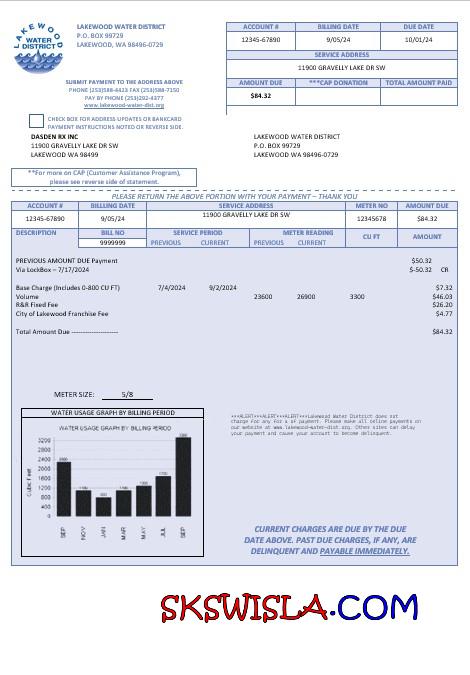 LAKEWOOD
WATER
DISTRICT
LAKEWOOD WATER DISTRICT
P.O. BOX 99729
LAKEWOOD, WA 98496-0729
ACCOUNT # BILLING DATE DUE DATE
12345-67890 9/05/24 10/01/24
SERVICE ADDRESS
11900 GRAVELLY LAKE DR SW
AMOUNT DUE ***CAP DONATION TOTAL AMOUNT PAID
$84.32
SUBMIT PAYMENT TO THE ADDRESS ABOVE
PHONE (253)588-4423 FAX (253)588-7150
PAY BY PHONE (253)292-4377
www.lakewood-water-dist.org
CHECK BOX FOR ADDRESS UPDATES OR BANKCARD
PAYMENT INSTRUCTIONS NOTED OR REVERSE SIDE.
DASDEN RX INC
11900 GRAVELLY LAKE DR SW
LAKEWOOD WA 98499
LAKEWOOD WATER DISTRICT
P.O. BOX 99729
LAKEWOOD WA 98496-0729
**For more on CAP (Customer Assistance Program),
please see reverse side of statement.
PLEASE RETURN THE ABOVE PORTION WITH YOUR PAYMENT – THANK YOU
ACCOUNT # BILLLING DATE SERVICE ADDRESS METER NO AMOUNT DUE
12345-67890 9/05/24 11900 GRAVELLY LAKE DR SW 12345678 $84.32
DESCRIPTION BILL NO SERVICE PERIOD METER READING CU FT AMOUNT
9999999 PREVIOUS CURRENT PREVIOUS CURRENT
PREVIOUS AMOUNT DUE Payment $50.32
Via LockBox – 7/17/2024 $-50.32 CR
Base Charge (Includes 0-800 CU FT) 7/4/2024 9/2/2024 $7.32
Volume 23600 26900 3300 $46.03
R&R Fixed Fee $26.20
City of Lakewood Franchise Fee $4.77
Total Amount Due -------------------- $84.32
METER SIZE: 5/8
WATER USAGE GRAPH BY BILLING PERIOD
WATER USAGE GRAPH BY BILLING PERIOD
Cubic Feet
3200
2800
2400
2000
1600
1200
800
400
0
SEP NOV JAN MAR MAY JUL SEP
***ALERT***ALERT***ALERT***Lakewood Water District does not
charge for any for a of payment. Please make all online payments on
our website at www.lakewood-water-dist.org. Other sites can delay
your payment and cause your account to become delinquent.
CURRENT CHARGES ARE DUE BY THE DUE
DATE ABOVE. PAST DUE CHARGES, IF ANY, ARE
DELINQUENT AND PAYABLE IMMEDIATELY.
SKSWISLA.COM